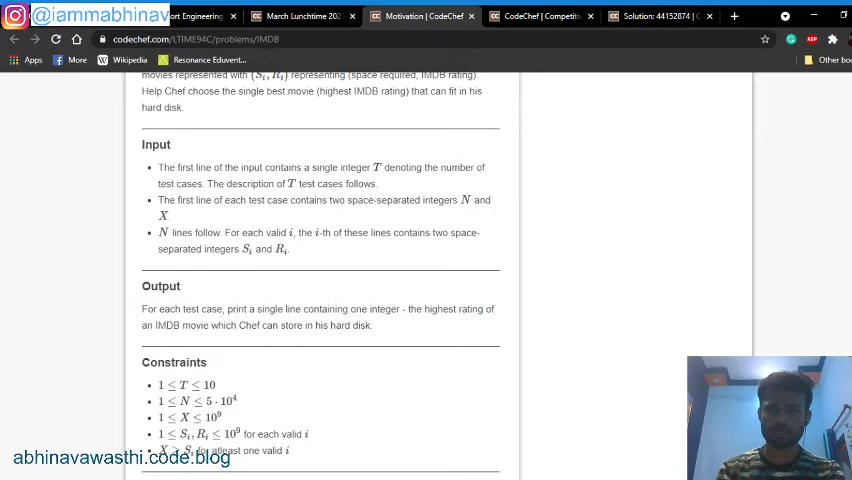 @iammabhinav
ort Engineering
March Lunchtime 202
Motivation | CodeChef
CodeChef | Competiti
Solution: 44152874 | C
codechef.com/LTIME94C/problems/IMDB
Apps
More
Wikipedia
Resonance Eduvent...
Other boo
movies represented with (Si, Ri) representing (space required, IMDB rating).
Help Chef choose the single best movie (highest IMDB rating) that can fit in his
hard disk.
Input
• The first line of the input contains a single integer T denoting the number of
test cases. The description of T test cases follows.
• The first line of each test case contains two space-separated integers N and
X.
• N lines follow. For each valid i, the i-th of these lines contains two space-
separated integers Si and Ri.
Output
For each test case, print a single line containing one integer - the highest rating of
an IMDB movie which Chef can store in his hard disk.
Constraints
• 1 ≤ T ≤ 10
• 1 ≤ N ≤ 5 · 10⁴
• 1 ≤ X ≤ 10⁹
• 1 ≤ Si, Ri ≤ 10⁹ for each valid i
• X ≥ Si for atleast one valid i
abhinavawasthi.code.blog